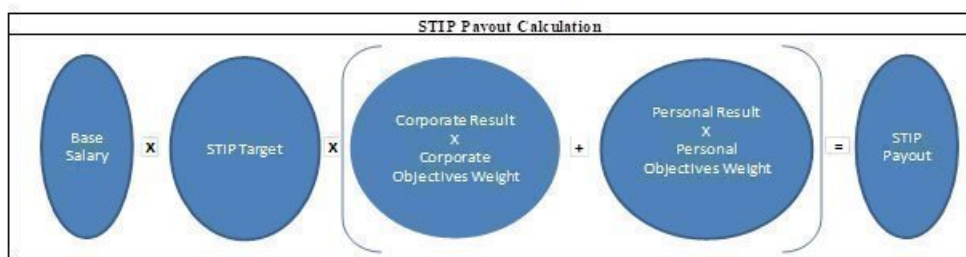 STIP Payout Calculation
Base
Salary
X
STIP Target
X
Corporate Result
X
Corporate
Objectives Weight
+
Personal Result
X
Personal
Objectives Weight
=
STIP
Payout